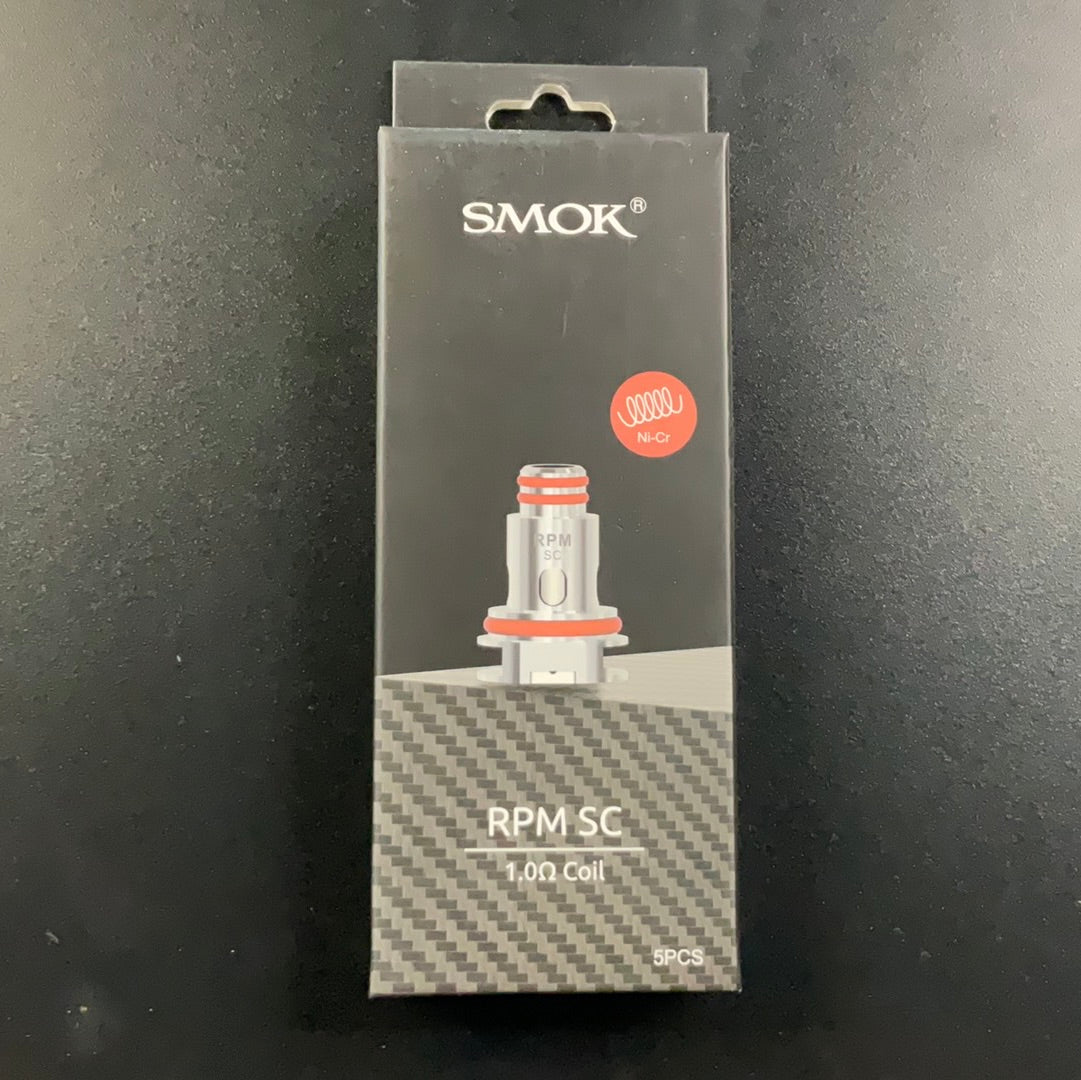 SMOK®
Ni-Cr
RPM
SC
RPM SC
1.0Ω Coil
5PCS